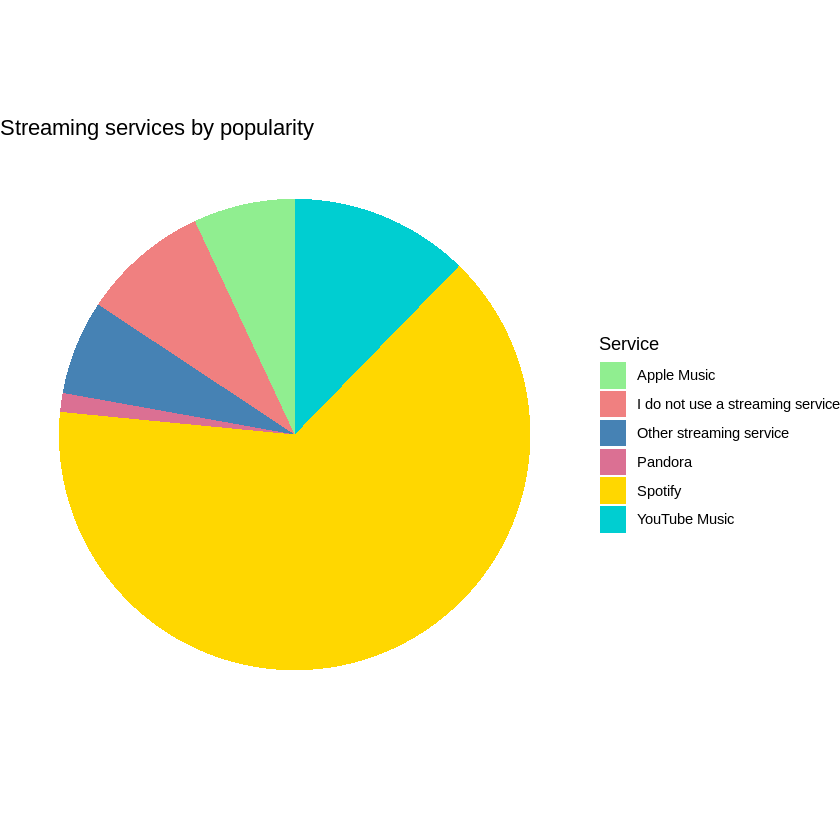 Streaming services by popularity
Service
Apple Music
I do not use a streaming service
Other streaming service
Pandora
Spotify
YouTube Music